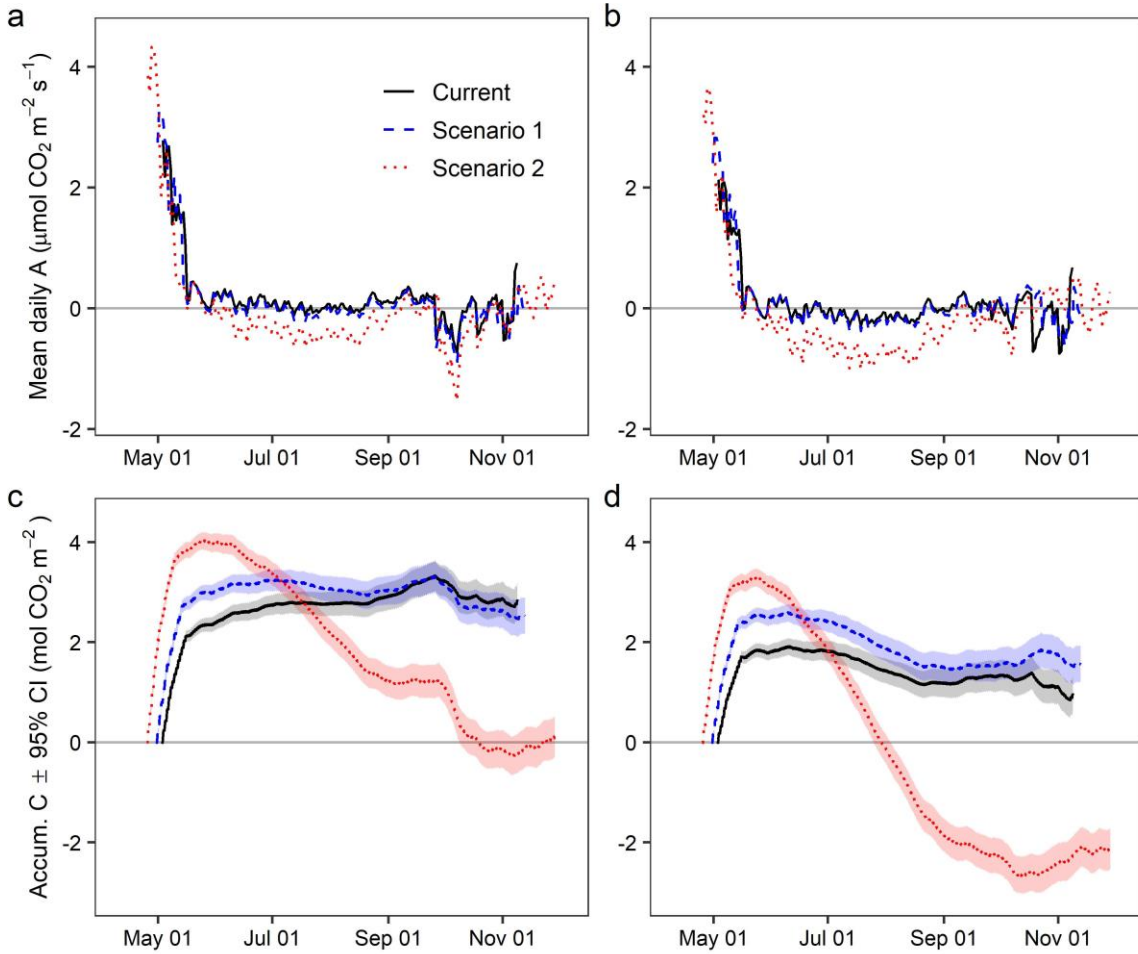 a
b
Mean daily A (μmol CO₂ m⁻² s⁻¹)
4
2
0
-2
Current
Scenario 1
Scenario 2
May 01
Jul 01
Sep 01
Nov 01
4
2
0
-2
May 01
Jul 01
Sep 01
Nov 01
c
d
Accum. C ± 95% CI (mol CO₂ m⁻²)
4
2
0
-2
May 01
Jul 01
Sep 01
Nov 01
4
2
0
-2
May 01
Jul 01
Sep 01
Nov 01